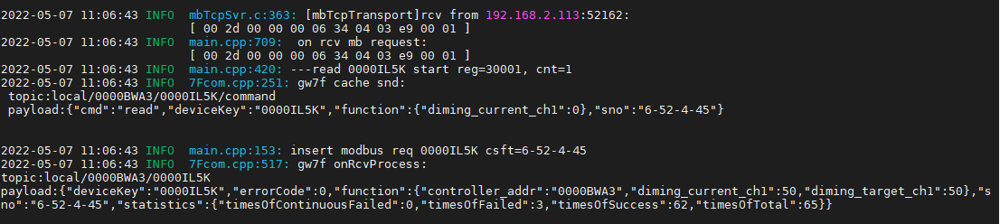 2022-05-07 11:06:43 INFO  mbTcpSvr.c:363: [mbTcpTransport]rcv from 192.168.2.113:52162:
[ 00 2d 00 00 00 06 34 04 03 e9 00 01 ]
2022-05-07 11:06:43 INFO  main.cpp:709:  on rcv mb request:
[ 00 2d 00 00 00 06 34 04 03 e9 00 01 ]
2022-05-07 11:06:43 INFO  main.cpp:420: ---read 0000IL5K start reg=30001, cnt=1
2022-05-07 11:06:43 INFO  7Fcom.cpp:251: gw7f cache snd:
topic:local/0000BWA3/0000IL5K/command
payload:{"cmd":"read","deviceKey":"0000IL5K","function":{"diming_current_ch1":0},"sno":"6-52-4-45"}
2022-05-07 11:06:43 INFO  main.cpp:153: insert modbus req 0000IL5K csft=6-52-4-45
2022-05-07 11:06:43 INFO  7Fcom.cpp:517: gw7f onRcvProcess:
topic:local/0000BWA3/0000IL5K
payload:{"deviceKey":"0000IL5K","errorCode":0,"function":{"controller_addr":"0000BWA3","diming_current_ch1":50,"diming_target_ch1":50},"s
no":"6-52-4-45","statistics":{"timesOfContinuousFailed":0,"timesOfFailed":3,"timesOfSuccess":62,"timesOfTotal":65}}